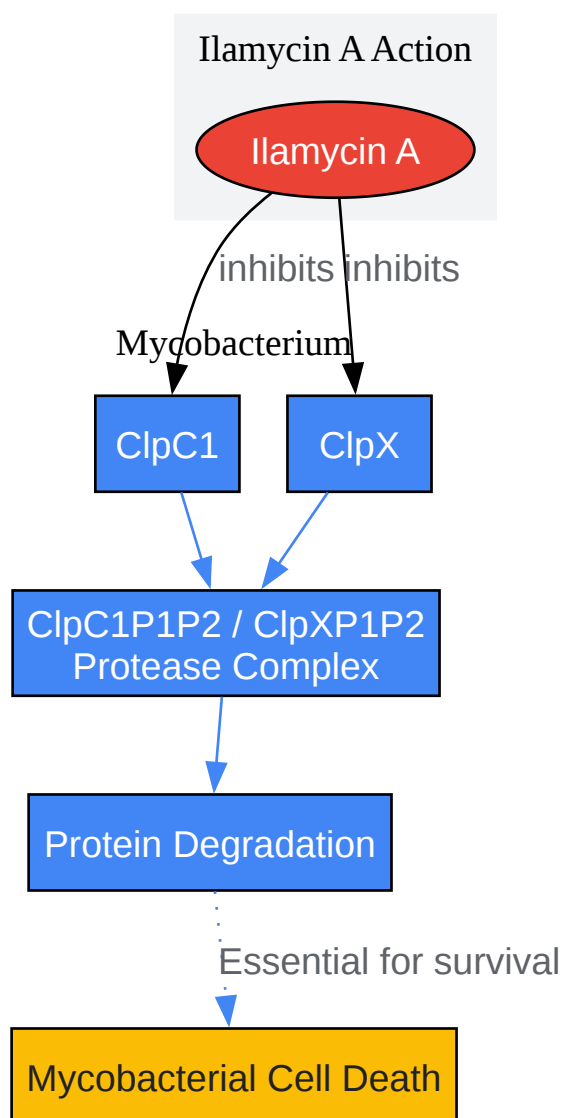 Ilamycin A Action
Ilamycin A
inhibits inhibits
Mycobacterium
ClpC1
ClpX
ClpC1P1P2 / ClpXP1P2
Protease Complex
Protein Degradation
Essential for survival
Mycobacterial Cell Death